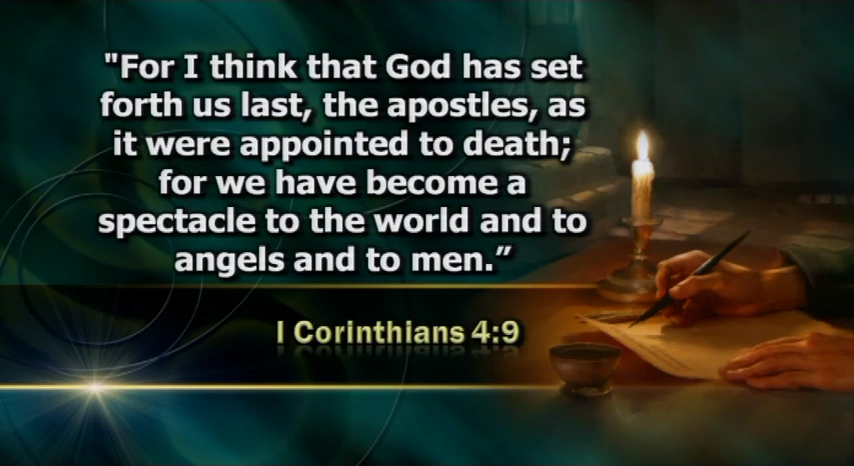 "For I think that God has set
forth us last, the apostles, as
it were appointed to death;
for we have become a
spectacle to the world and to
angels and to men.”
I Corinthians 4:9